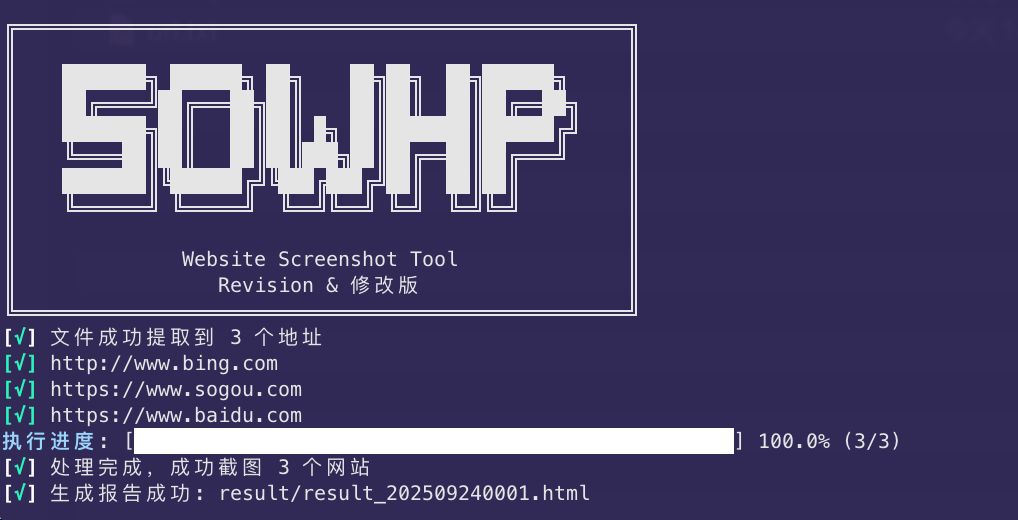 SOWHP
Website Screenshot Tool
Revision & 修改版
[√] 文件成功提取到 3 个地址
[√] http://www.bing.com
[√] https://www.sogou.com
[√] https://www.baidu.com
执行进度: [████████████████████████████████████████████████] 100.0% (3/3)
[√] 处理完成, 成功截图 3 个网站
[√] 生成报告成功: result/result_202509240001.html